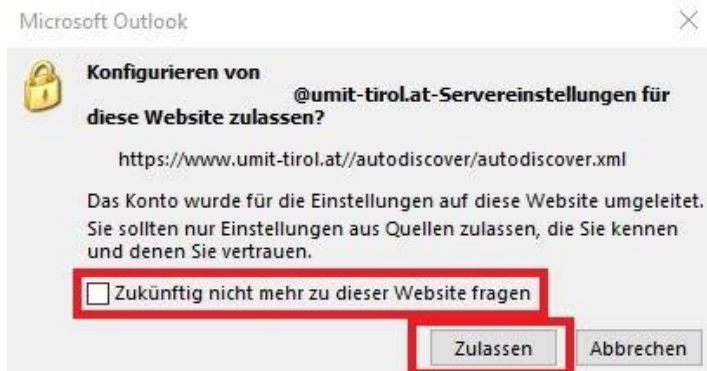 Microsoft Outlook
Konfigurieren von
@umit-tirol.at-Servereinstellungen für
diese Website zulassen?
https://www.umit-tirol.at//autodiscover/autodiscover.xml
Das Konto wurde für die Einstellungen auf diese Website umgeleitet.
Sie sollten nur Einstellungen aus Quellen zulassen, die Sie kennen
und denen Sie vertrauen.
Zukünftig nicht mehr zu dieser Website fragen
Zulassen Abbrechen